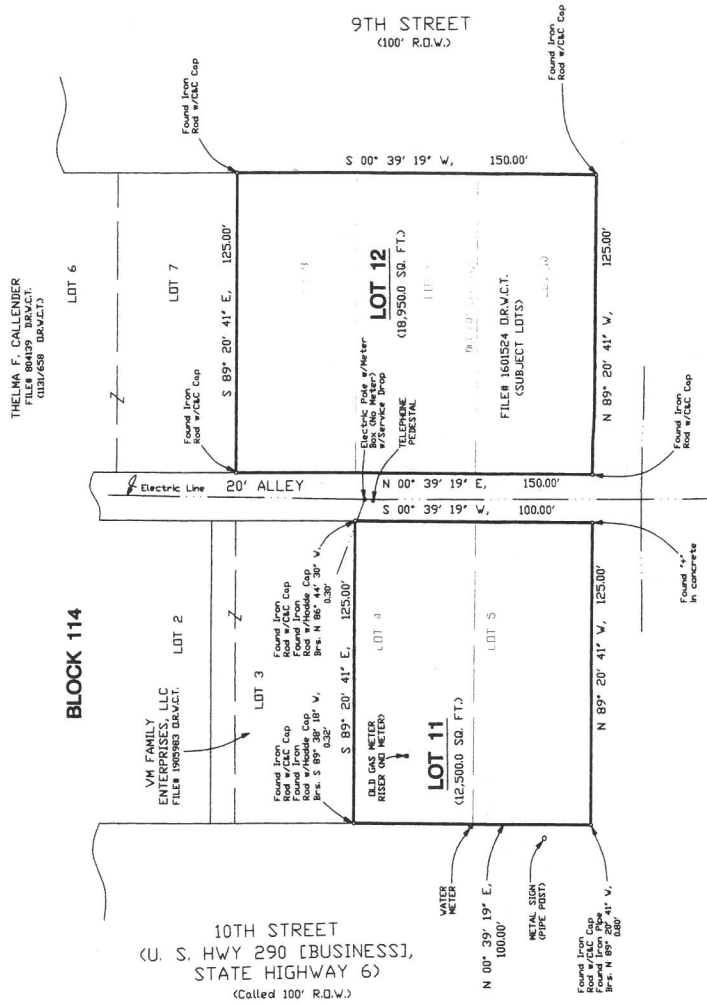 9TH STREET
(100' R.O.W.)
Found Iron
Rod w/C&C Cap
Found Iron
Rod w/C&C Cap
S 00° 39' 19" W, 150.00'
THELMA F. CALLENDER
FILE# 804139 D.R.W.C.T.
(1131/658 O.R.W.C.T.)
LOT 6
LOT 7
S 89° 20' 41" E, 125.00'
LOT 12
(18,950.0 SQ. FT.)
FILE# 1601524 O.R.W.C.T.
(SUBJECT LOTS)
N 89° 20' 41" W, 125.00'
Found Iron
Rod w/C&C Cap
Electric Pole w/Meter
Box (No Meter)
w/Service Drop
TELEPHONE
PEDESTAL
Found Iron
Rod w/C&C Cap
Electric Line
20' ALLEY
N 00° 39' 19" E, 150.00'
S 00° 39' 19" W, 100.00'
BLOCK 114
LOT 2
LOT 3
VM FAMILY
ENTERPRISES, LLC
FILE# 1905983 O.R.W.C.T.
Found Iron
Rod w/C&C Cap
Found Iron
Rod w/Hodde Cap
Brs. N 86° 44' 30" W,
0.30'
Found "+"
in concrete
Found Iron
Rod w/C&C Cap
Found Iron
Rod w/Hodde Cap
Brs. S 89° 38' 18" W,
0.32'
S 89° 20' 41" E, 125.00'
LOT 4
LOT 5
OLD GAS METER
RISER (NO METER)
LOT 11
(12,500.0 SQ. FT.)
N 89° 20' 41" W, 125.00'
WATER
METER
N 00° 39' 19" E,
100.00'
METAL SIGN
(PIPE POST)
Found Iron
Rod w/C&C Cap
Found Iron Pipe
Brs. N 89° 20' 41" W,
0.80'
10TH STREET
(U. S. HWY 290 [BUSINESS],
STATE HIGHWAY 6)
(Called 100' R.O.W.)